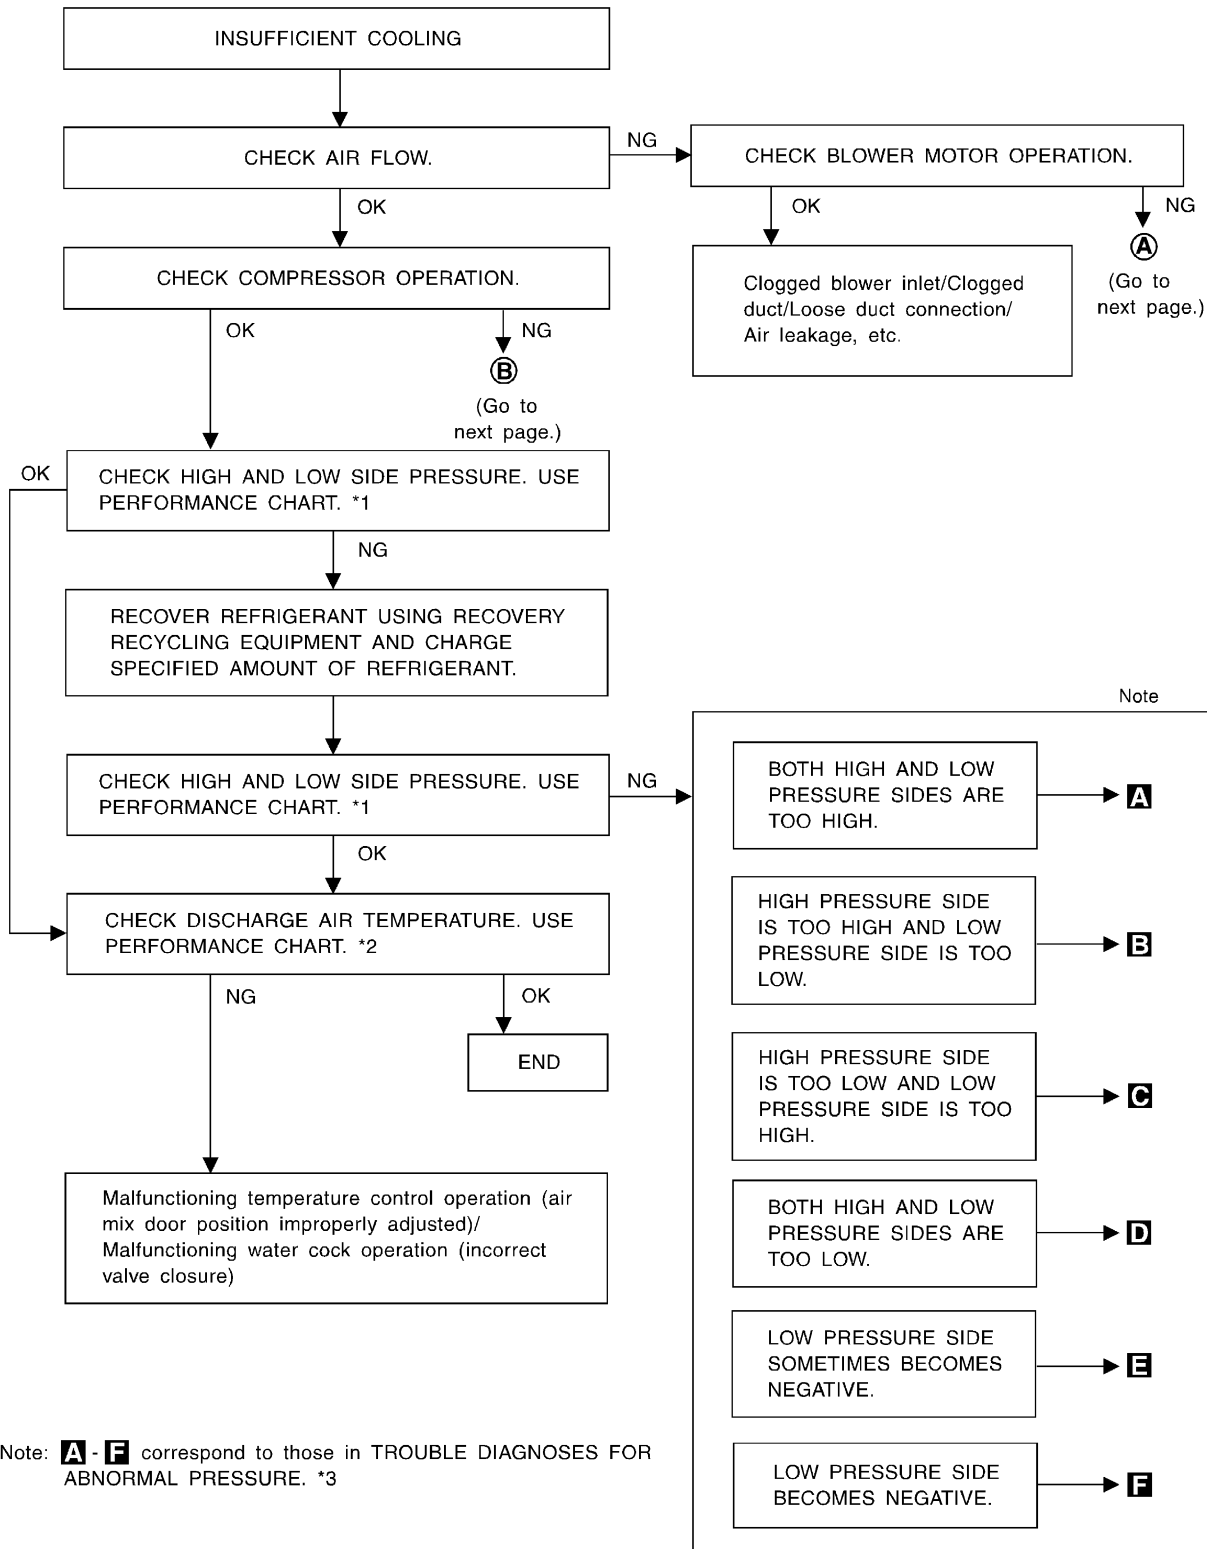 INSUFFICIENT COOLING
CHECK AIR FLOW.
NG
CHECK BLOWER MOTOR OPERATION.
OK
OK
NG
A
(Go to
next page.)
Clogged blower inlet/Clogged
duct/Loose duct connection/
Air leakage, etc.
CHECK COMPRESSOR OPERATION.
OK
NG
B
(Go to
next page.)
OK
CHECK HIGH AND LOW SIDE PRESSURE. USE
PERFORMANCE CHART. *1
NG
RECOVER REFRIGERANT USING RECOVERY
RECYCLING EQUIPMENT AND CHARGE
SPECIFIED AMOUNT OF REFRIGERANT.
CHECK HIGH AND LOW SIDE PRESSURE. USE
PERFORMANCE CHART. *1
NG
OK
CHECK DISCHARGE AIR TEMPERATURE. USE
PERFORMANCE CHART. *2
NG
OK
END
Malfunctioning temperature control operation (air
mix door position improperly adjusted)/
Malfunctioning water cock operation (incorrect
valve closure)
Note
BOTH HIGH AND LOW
PRESSURE SIDES ARE
TOO HIGH.
A
HIGH PRESSURE SIDE
IS TOO HIGH AND LOW
PRESSURE SIDE IS TOO
LOW.
B
HIGH PRESSURE SIDE
IS TOO LOW AND LOW
PRESSURE SIDE IS TOO
HIGH.
C
BOTH HIGH AND LOW
PRESSURE SIDES ARE
TOO LOW.
D
LOW PRESSURE SIDE
SOMETIMES BECOMES
NEGATIVE.
E
LOW PRESSURE SIDE
BECOMES NEGATIVE.
F
Note: A - F correspond to those in TROUBLE DIAGNOSES FOR
ABNORMAL PRESSURE. *3